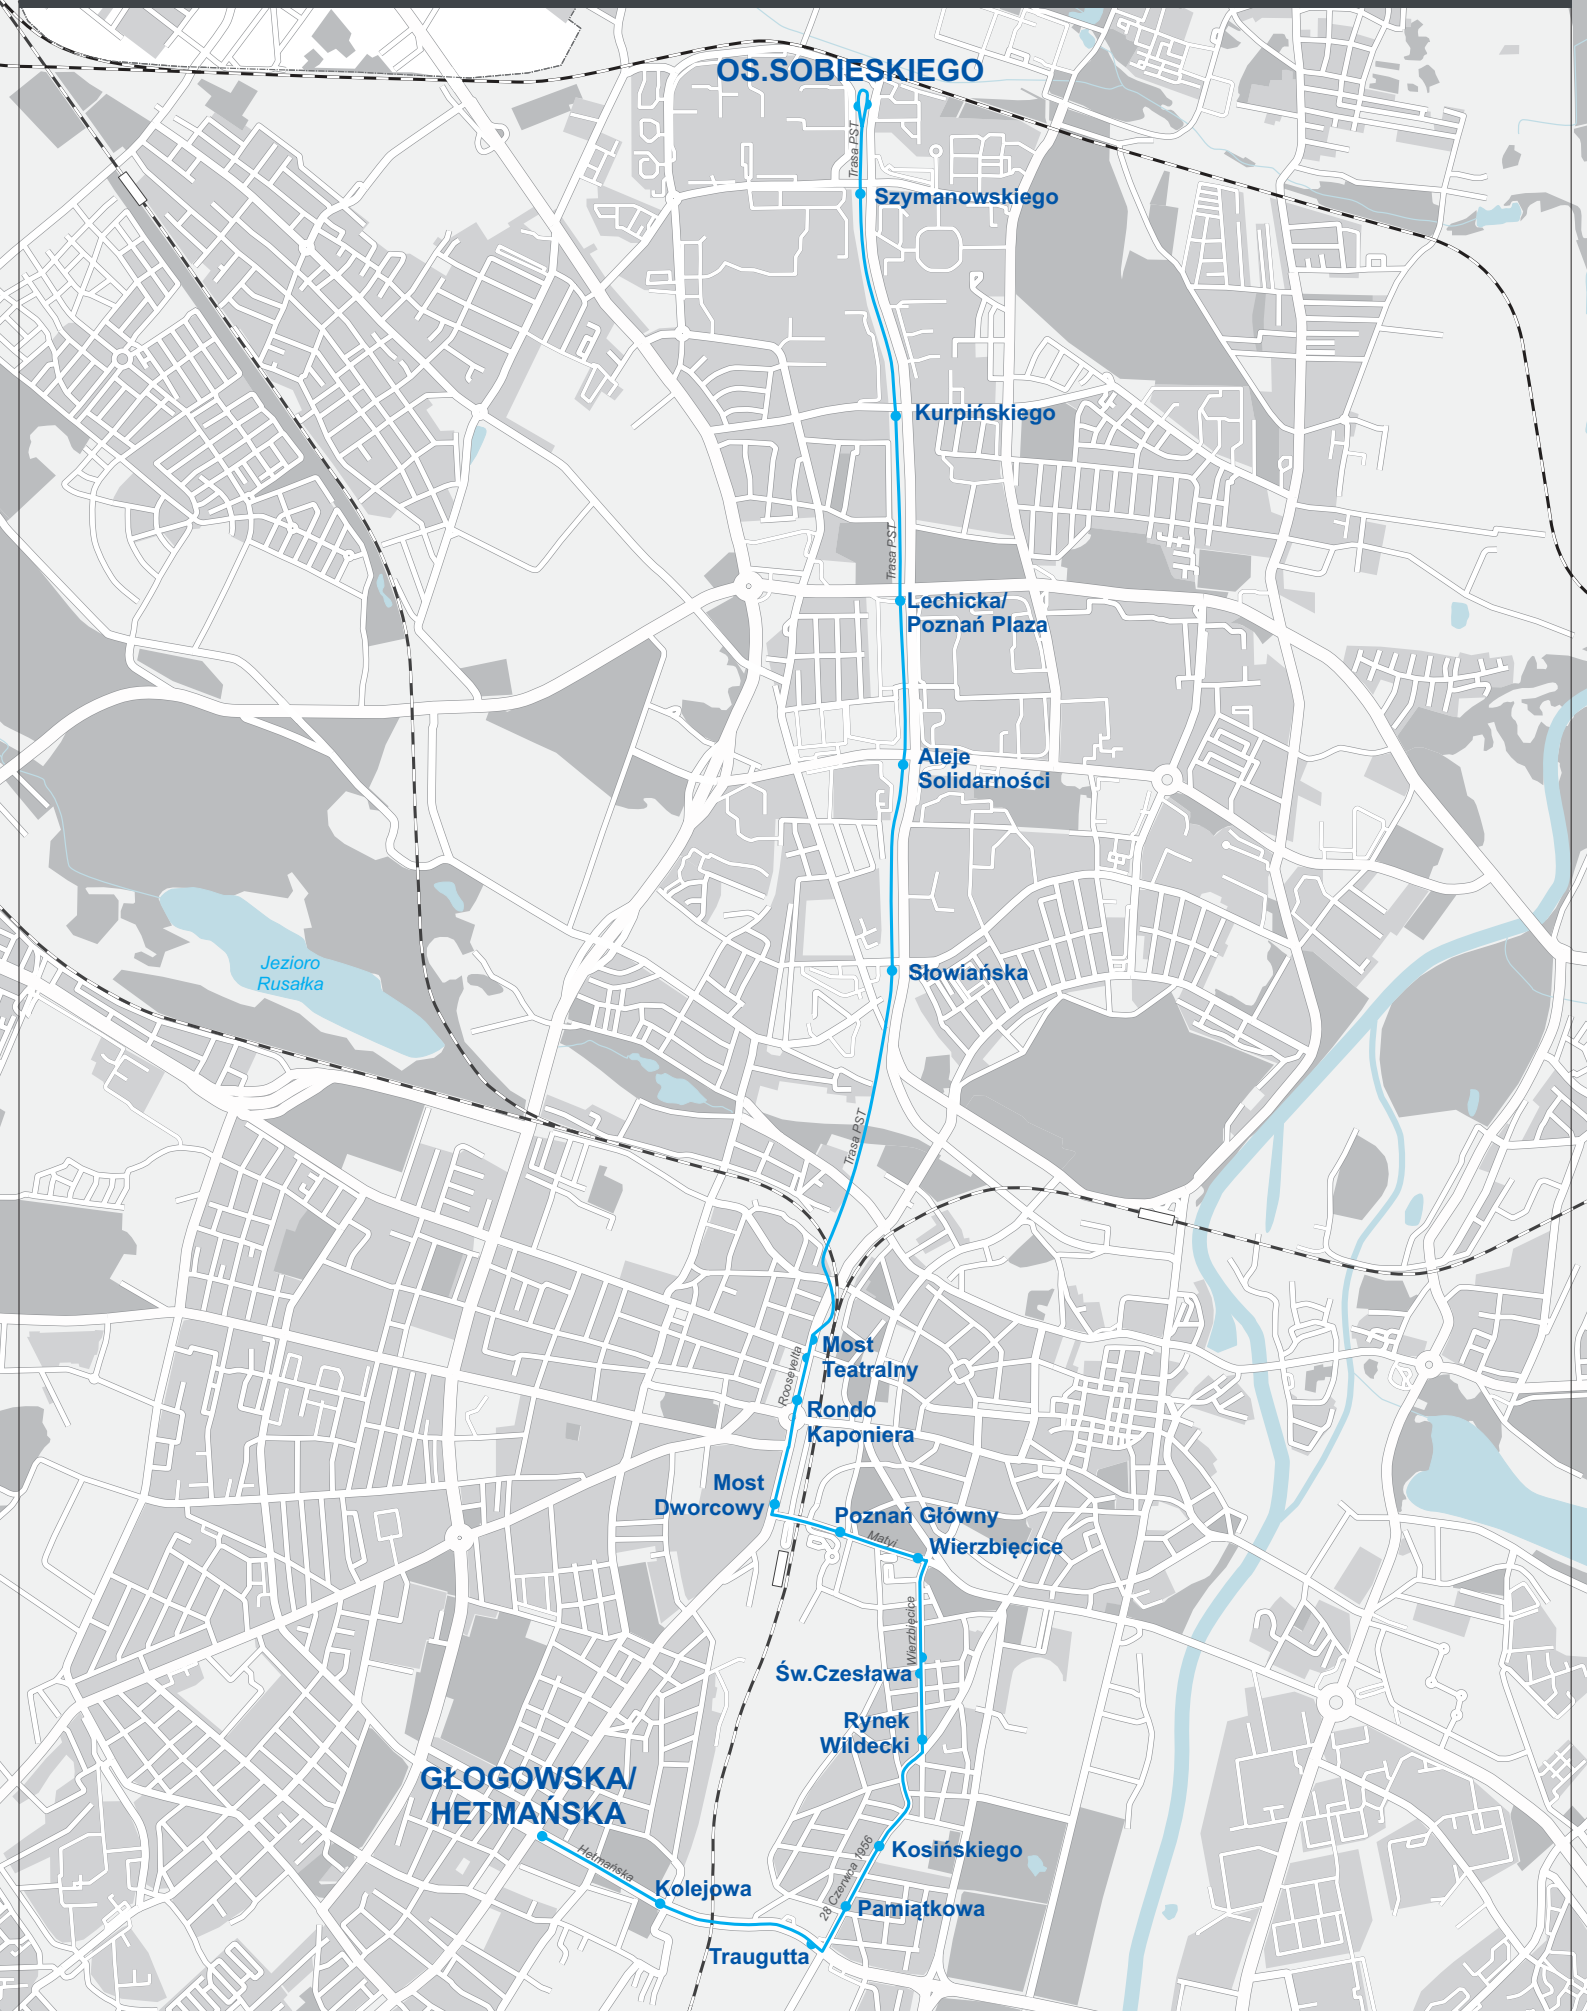 OS.SOBIESKIEGO
Trasa PST
Szymanowskiego
Kurpińskiego
Trasa PST
Lechicka/
Poznań Plaza
Aleje
Solidarności
Jezioro
Rusałka
Słowiańska
Trasa PST
Most
Teatralny
Roosevelta
Rondo
Kaponiera
Most
Dworcowy
Poznań Główny
Matyi
Wierzbięcice
Wierzbięcice
Św.Czesława
Rynek
Wildecki
GŁOGOWSKA/
HETMAŃSKA
Hetmańska
Kosińskiego
28 Czerwca 1956
Kolejowa
Pamiątkowa
Traugutta